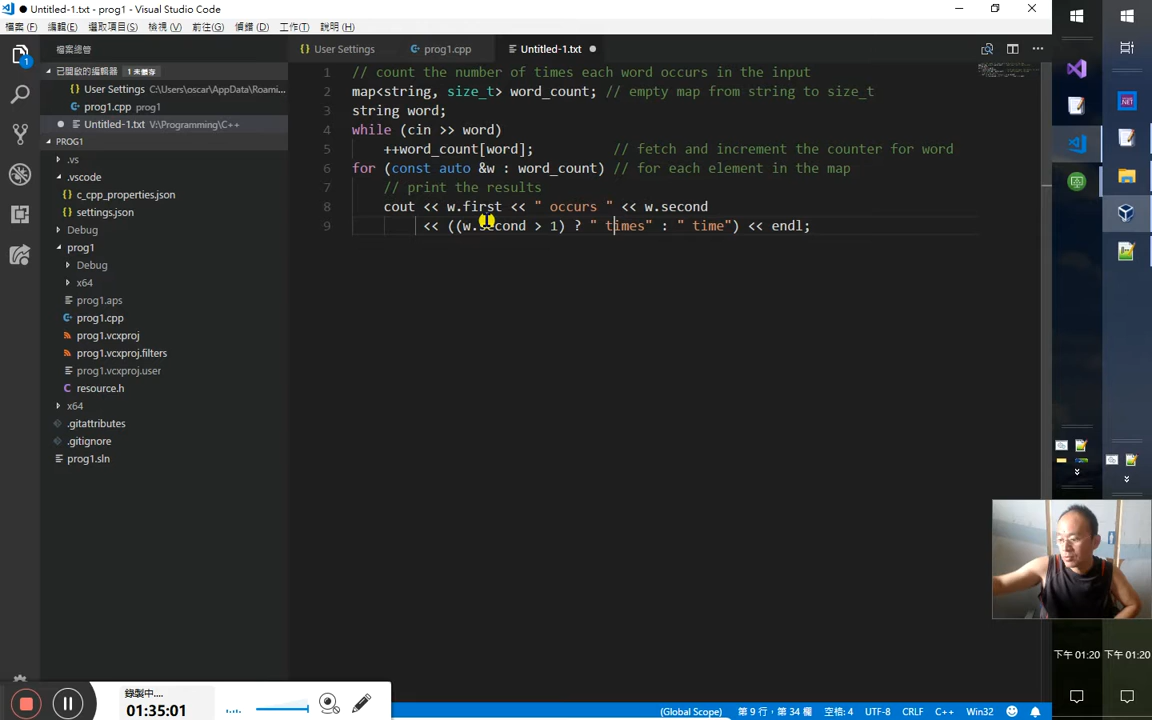 ● Untitled-1.txt - prog1 - Visual Studio Code
檔案(F) 編輯(E) 選取項目(S) 檢視(V) 前往(G) 偵錯(D) 工作(T) 說明(H)
檔案總管
{} User Settings
prog1.cpp
Untitled-1.txt ●
已開啟的編輯器 1 未儲存
{} User Settings C:\Users\oscar\AppData\Roami...
prog1.cpp prog1
● Untitled-1.txt V:\Programming\C++
PROG1
.vs
.vscode
{} c_cpp_properties.json
{} settings.json
Debug
prog1
Debug
x64
prog1.aps
prog1.cpp
prog1.vcxproj
prog1.vcxproj.filters
prog1.vcxproj.user
C resource.h
x64
.gitattributes
.gitignore
prog1.sln
1 // count the number of times each word occurs in the input
2 map<string, size_t> word_count; // empty map from string to size_t
3 string word;
4 while (cin >> word)
5 ++word_count[word]; // fetch and increment the counter for word
6 for (const auto &w : word_count) // for each element in the map
7 // print the results
8 cout << w.first << " occurs " << w.second
9 << ((w.second > 1) ? " times" : " time") << endl;
錄製中....
01:35:01
(Global Scope) 第 9 行，第 34 欄 空格: 4 UTF-8 CRLF C++ Win32
下午 01:20
下午 01:20